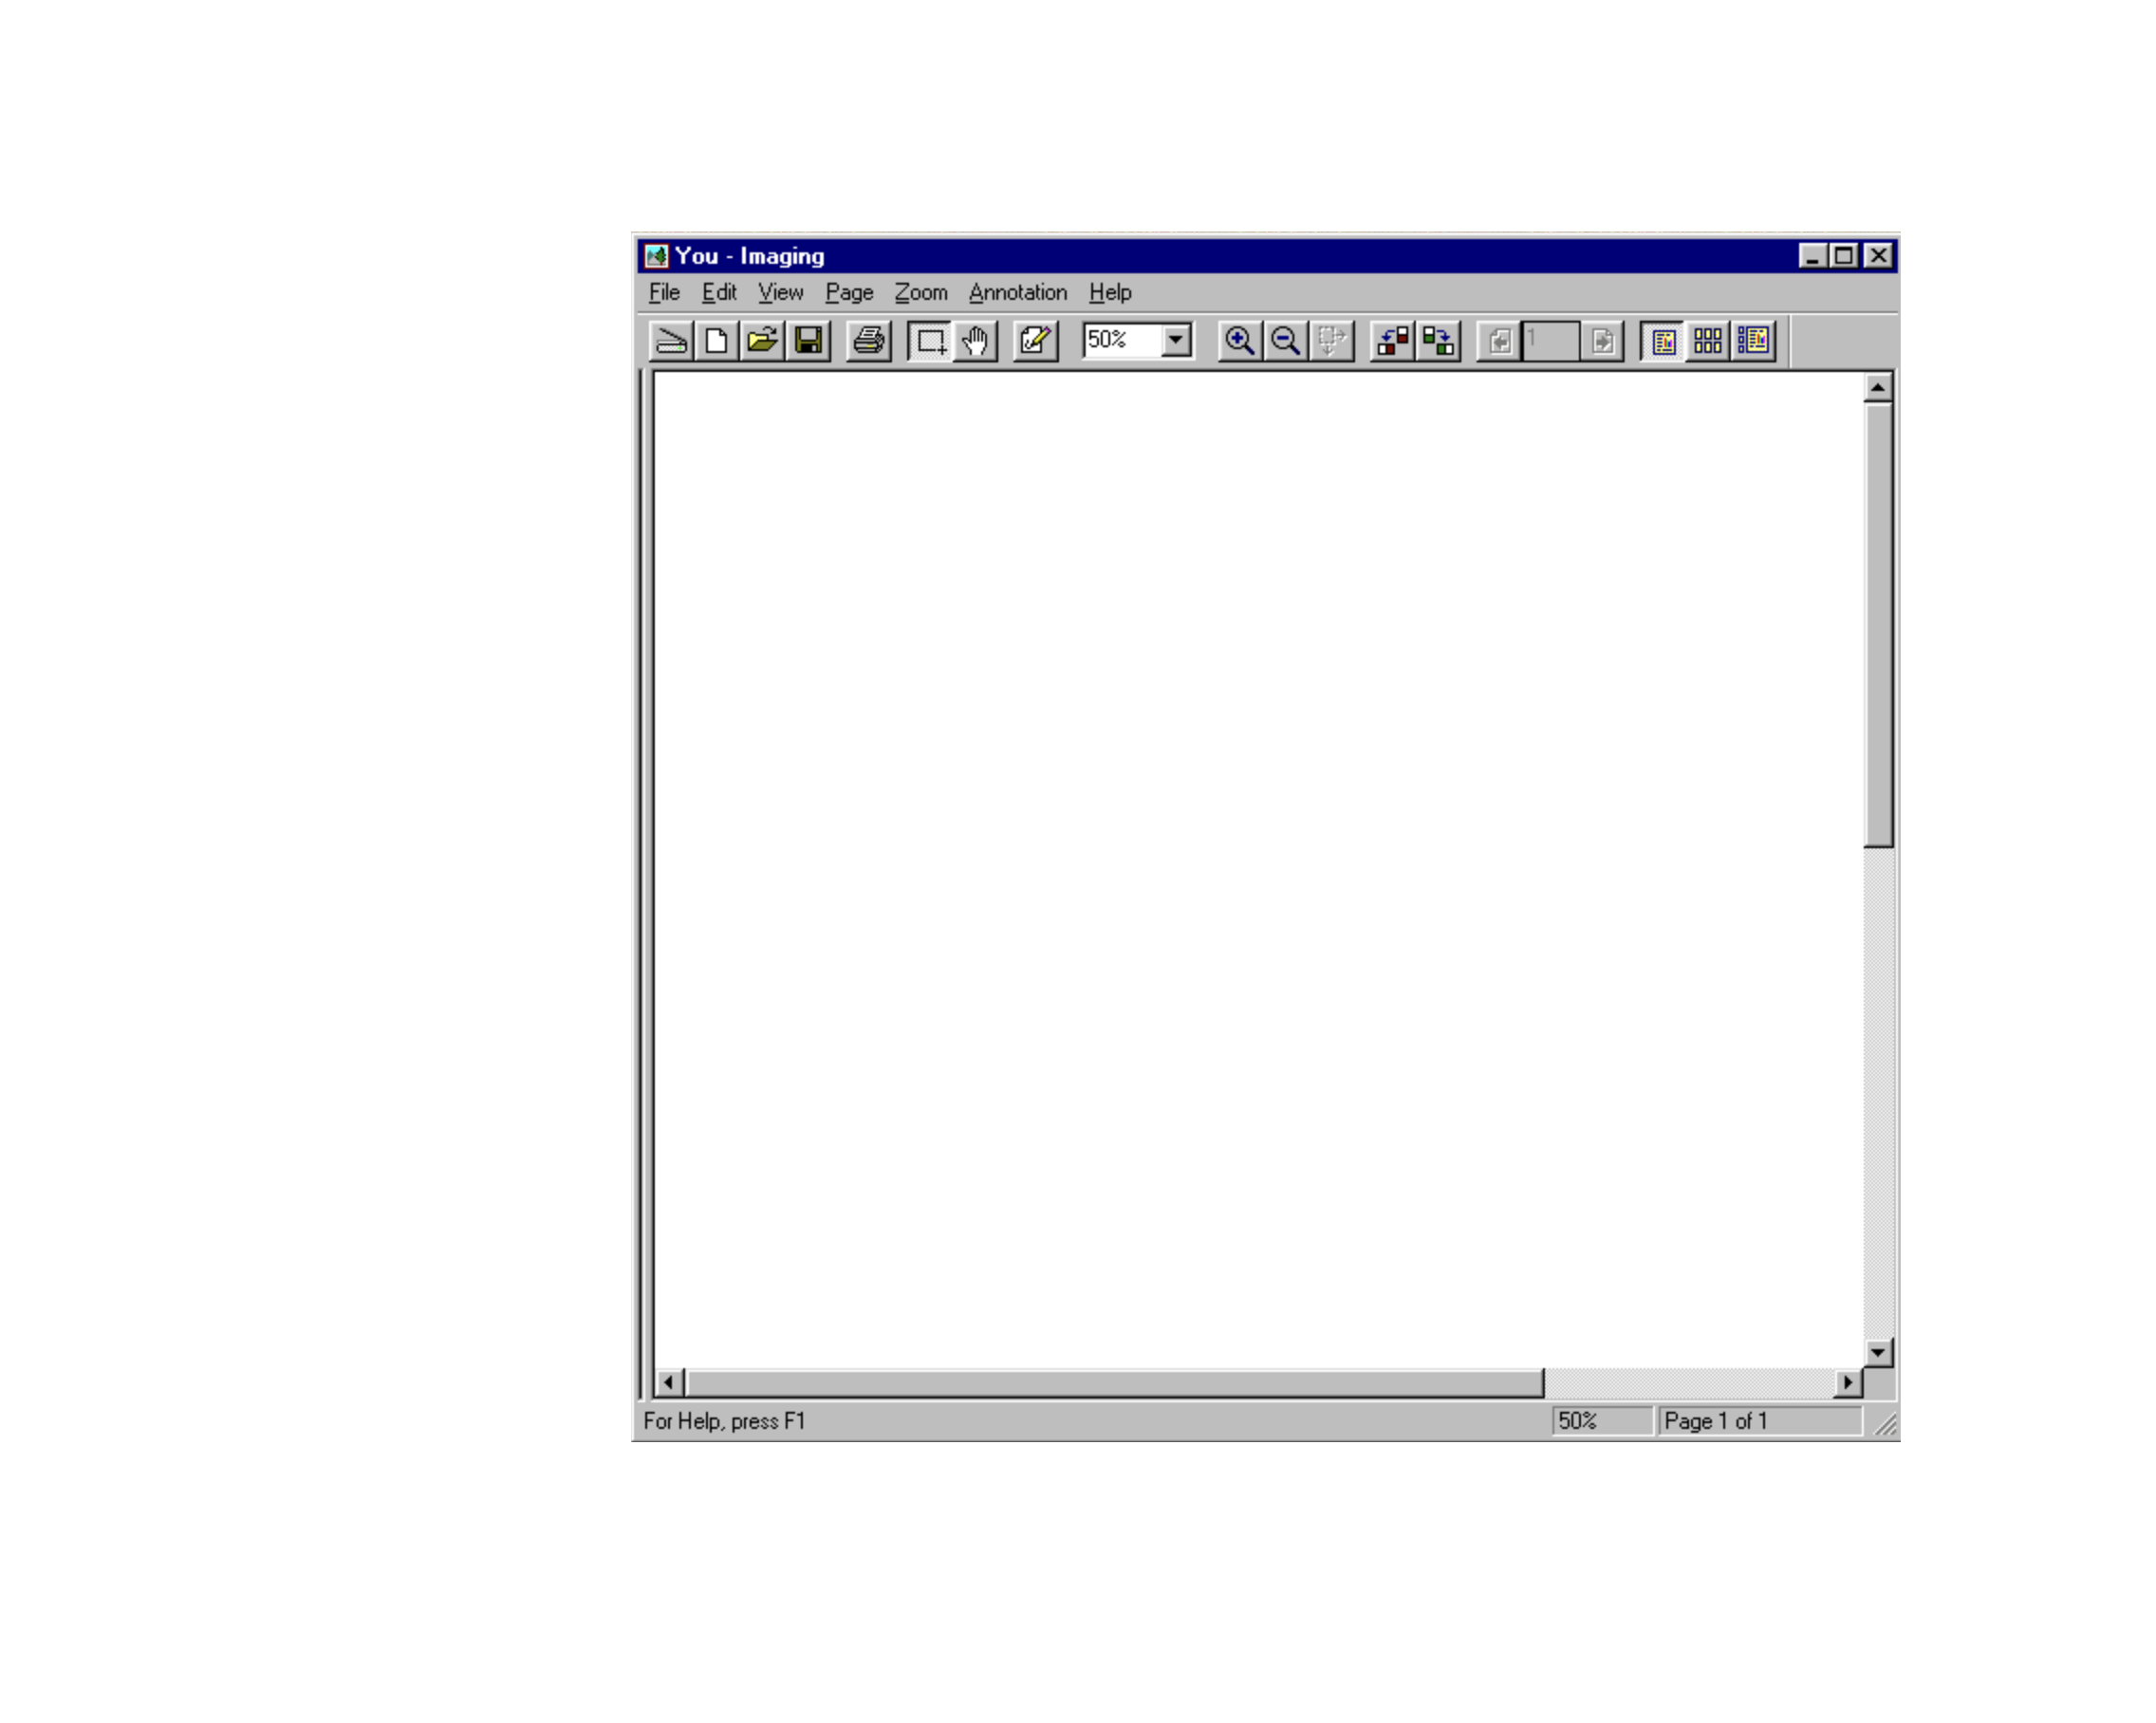 You - Imaging
File Edit View Page Zoom Annotation Help
50% 1
For Help, press F1 50% Page 1 of 1